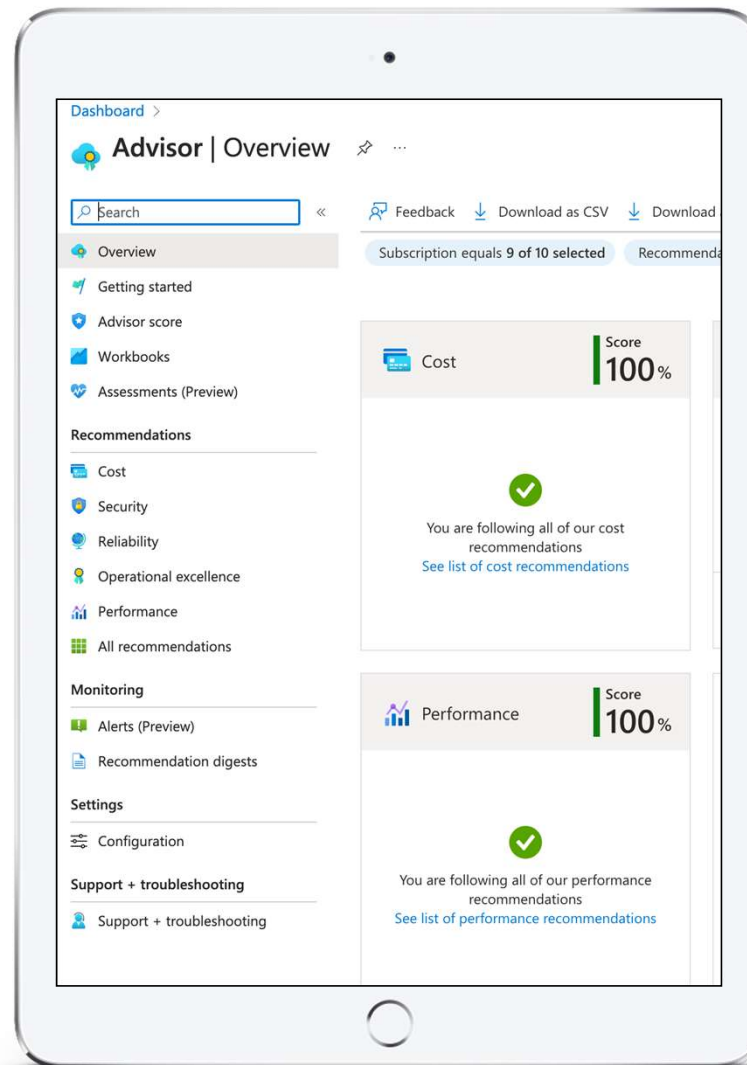 Dashboard >
Advisor | Overview
...
Search
«
Feedback
Download as CSV
Download
Overview
Getting started
Advisor score
Workbooks
Assessments (Preview)
Subscription equals 9 of 10 selected
Recommenda
Recommendations
Cost
Security
Reliability
Operational excellence
Performance
All recommendations
Monitoring
Alerts (Preview)
Recommendation digests
Settings
Configuration
Support + troubleshooting
Support + troubleshooting
Cost
Score
100%
You are following all of our cost
recommendations
See list of cost recommendations
Performance
Score
100%
You are following all of our performance
recommendations
See list of performance recommendations